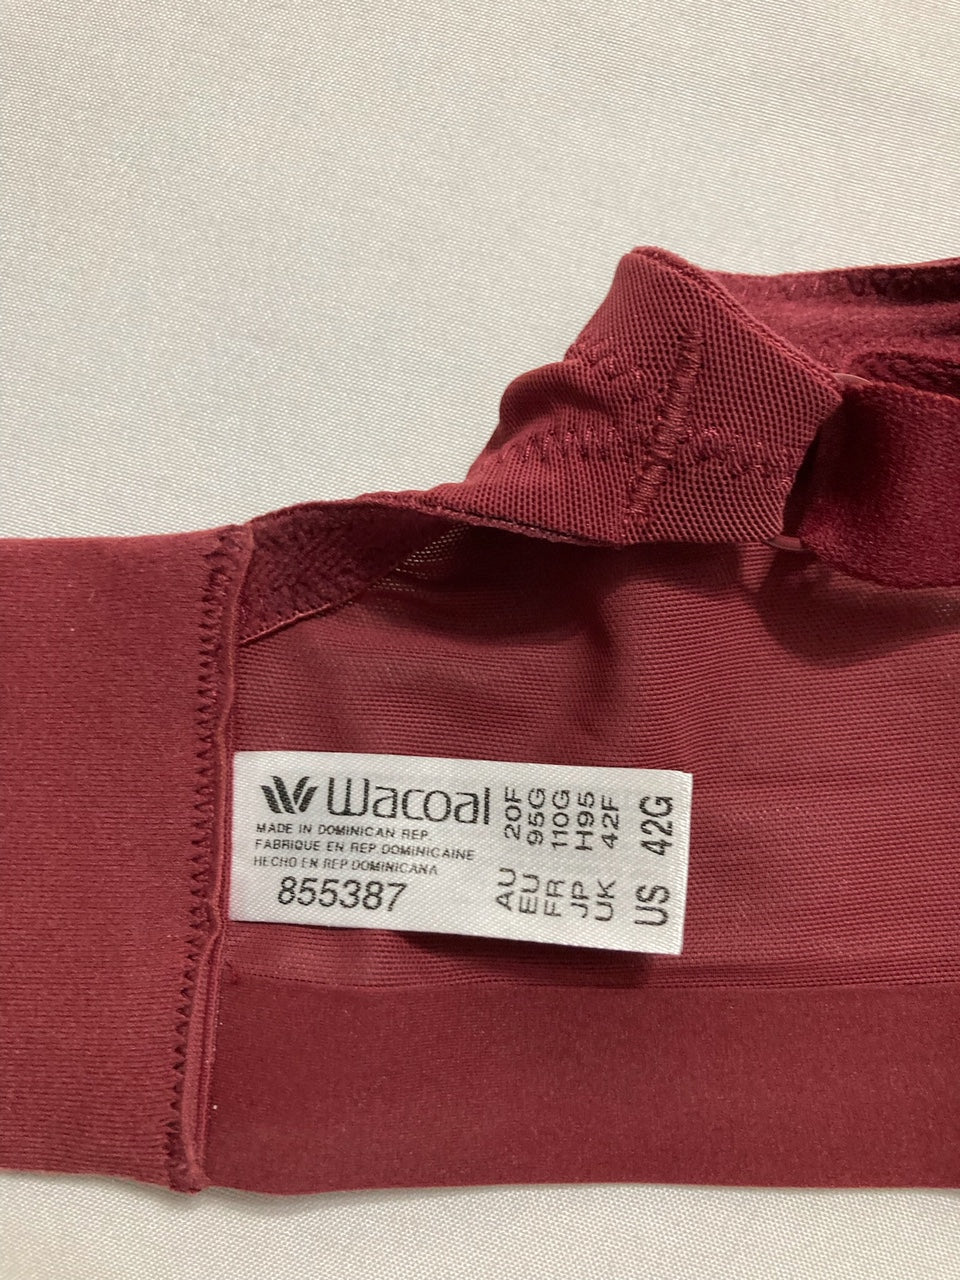 Wacoal
MADE IN DOMINICAN REP.
FABRIQUE EN REP.DOMINICAINE
HECHO EN REP.DOMINICANA
855387
AU 20F
EU 95G
FR 110G
JP H95
UK 42F
US 42G